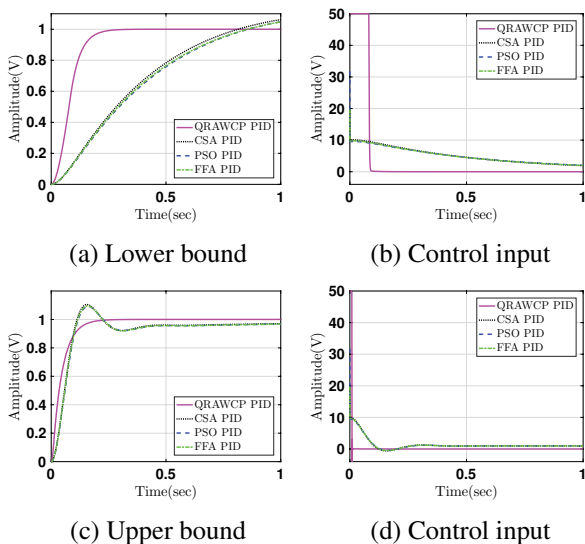 Amplitude(V)
1
0.8
0.6
0.4
0.2
0
QRAWCP PID
CSA PID
PSO PID
FFA PID
0
0.5
1
Time(sec)
(a) Lower bound
Amplitude(V)
50
40
30
20
10
0
QRAWCP PID
CSA PID
PSO PID
FFA PID
0
0.5
1
Time(sec)
(b) Control input
Amplitude(V)
1
0.8
0.6
0.4
0.2
0
QRAWCP PID
CSA PID
PSO PID
FFA PID
0
0.5
1
Time(sec)
(c) Upper bound
Amplitude(V)
50
40
30
20
10
0
QRAWCP PID
CSA PID
PSO PID
FFA PID
0
0.5
1
Time(sec)
(d) Control input